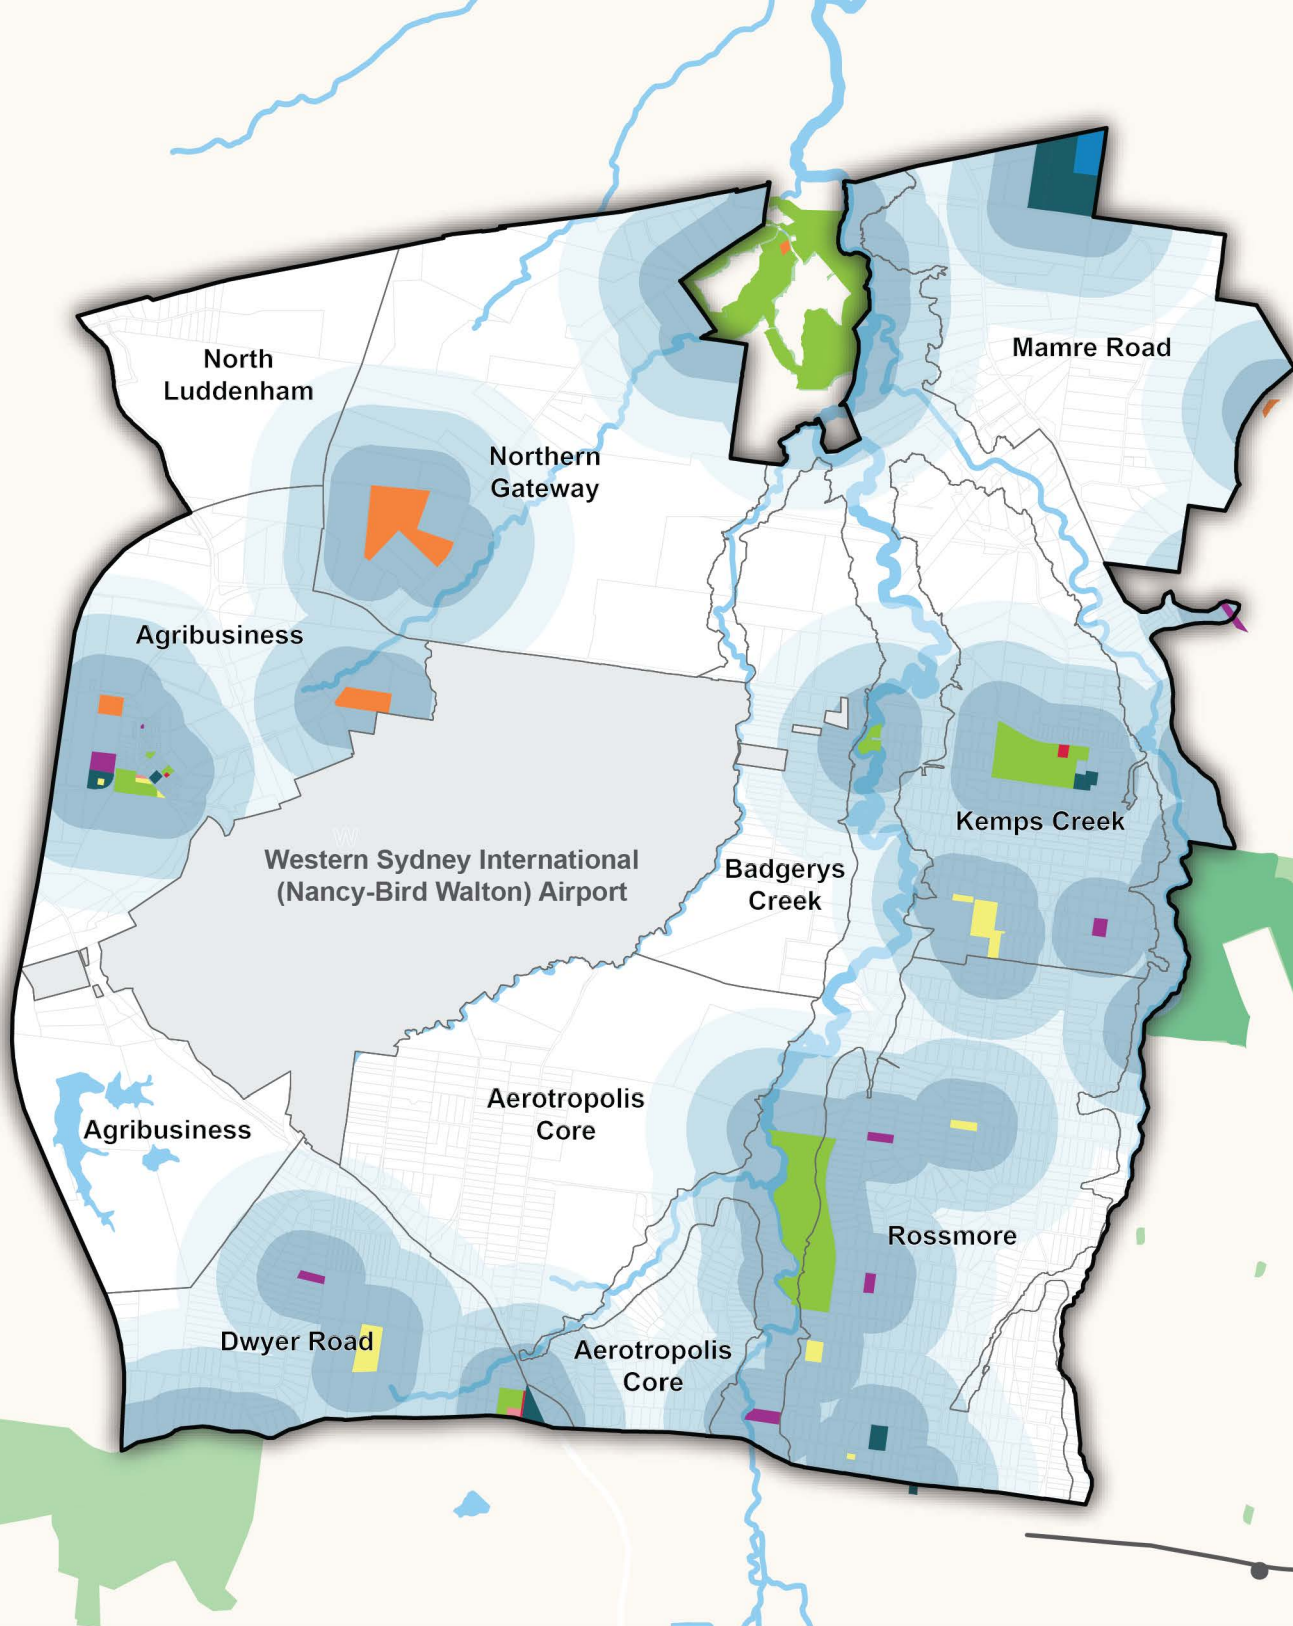 Mamre Road
North
Luddenham
Northern
Gateway
Agribusiness
Kemps Creek
W
Western Sydney International
(Nancy-Bird Walton) Airport
Badgerys
Creek
Aerotropolis
Core
Agribusiness
Rossmore
Dwyer Road
Aerotropolis
Core